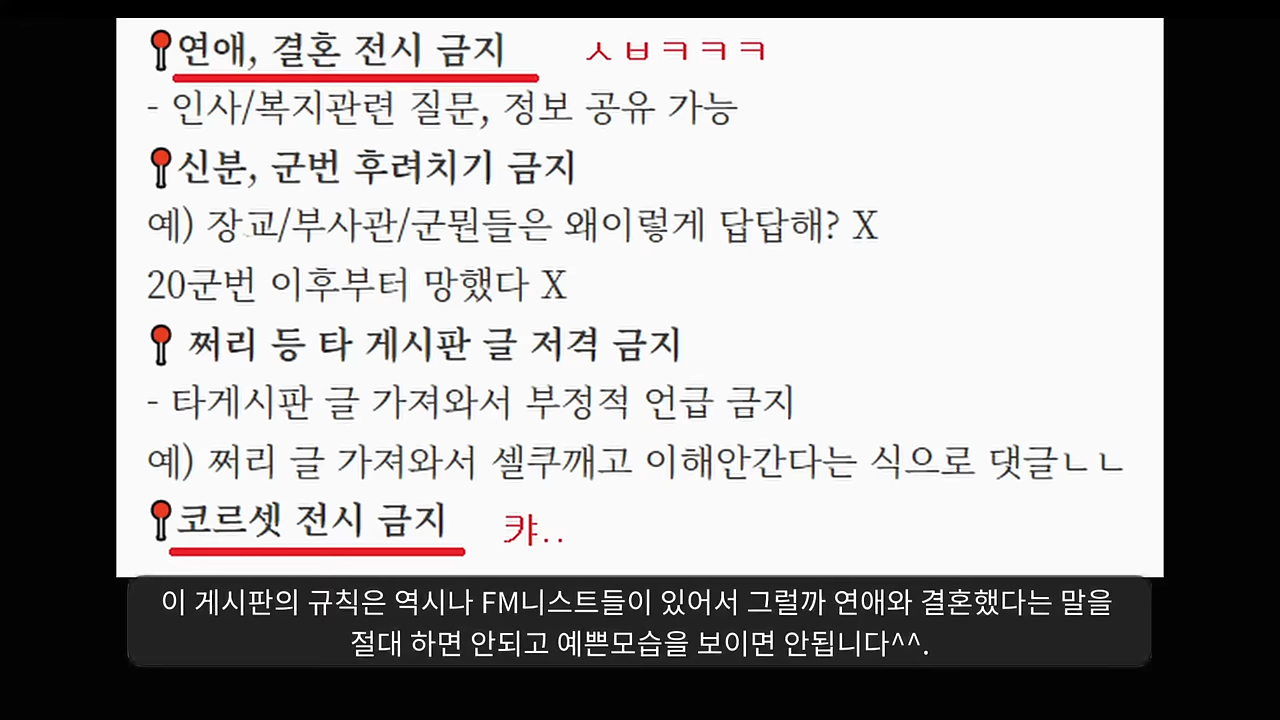 연애, 결혼 전시 금지 ㅅㅂㅋㅋㅋ
- 인사/복지관련 질문, 정보 공유 가능
신분, 군번 후려치기 금지
예) 장교/부사관/군뭔들은 왜이렇게 답답해? X
20군번 이후부터 망했다 X
쩌리 등 타 게시판 글 저격 금지
- 타게시판 글 가져와서 부정적 언급 금지
예) 쩌리 글 가져와서 셀쿠깨고 이해안간다는 식으로 댓글ㄴㄴ
코르셋 전시 금지 캬..
이 게시판의 규칙은 역시나 FM니스트들이 있어서 그럴까 연애와 결혼했다는 말을
절대 하면 안되고 예쁜모습을 보이면 안됩니다^^.